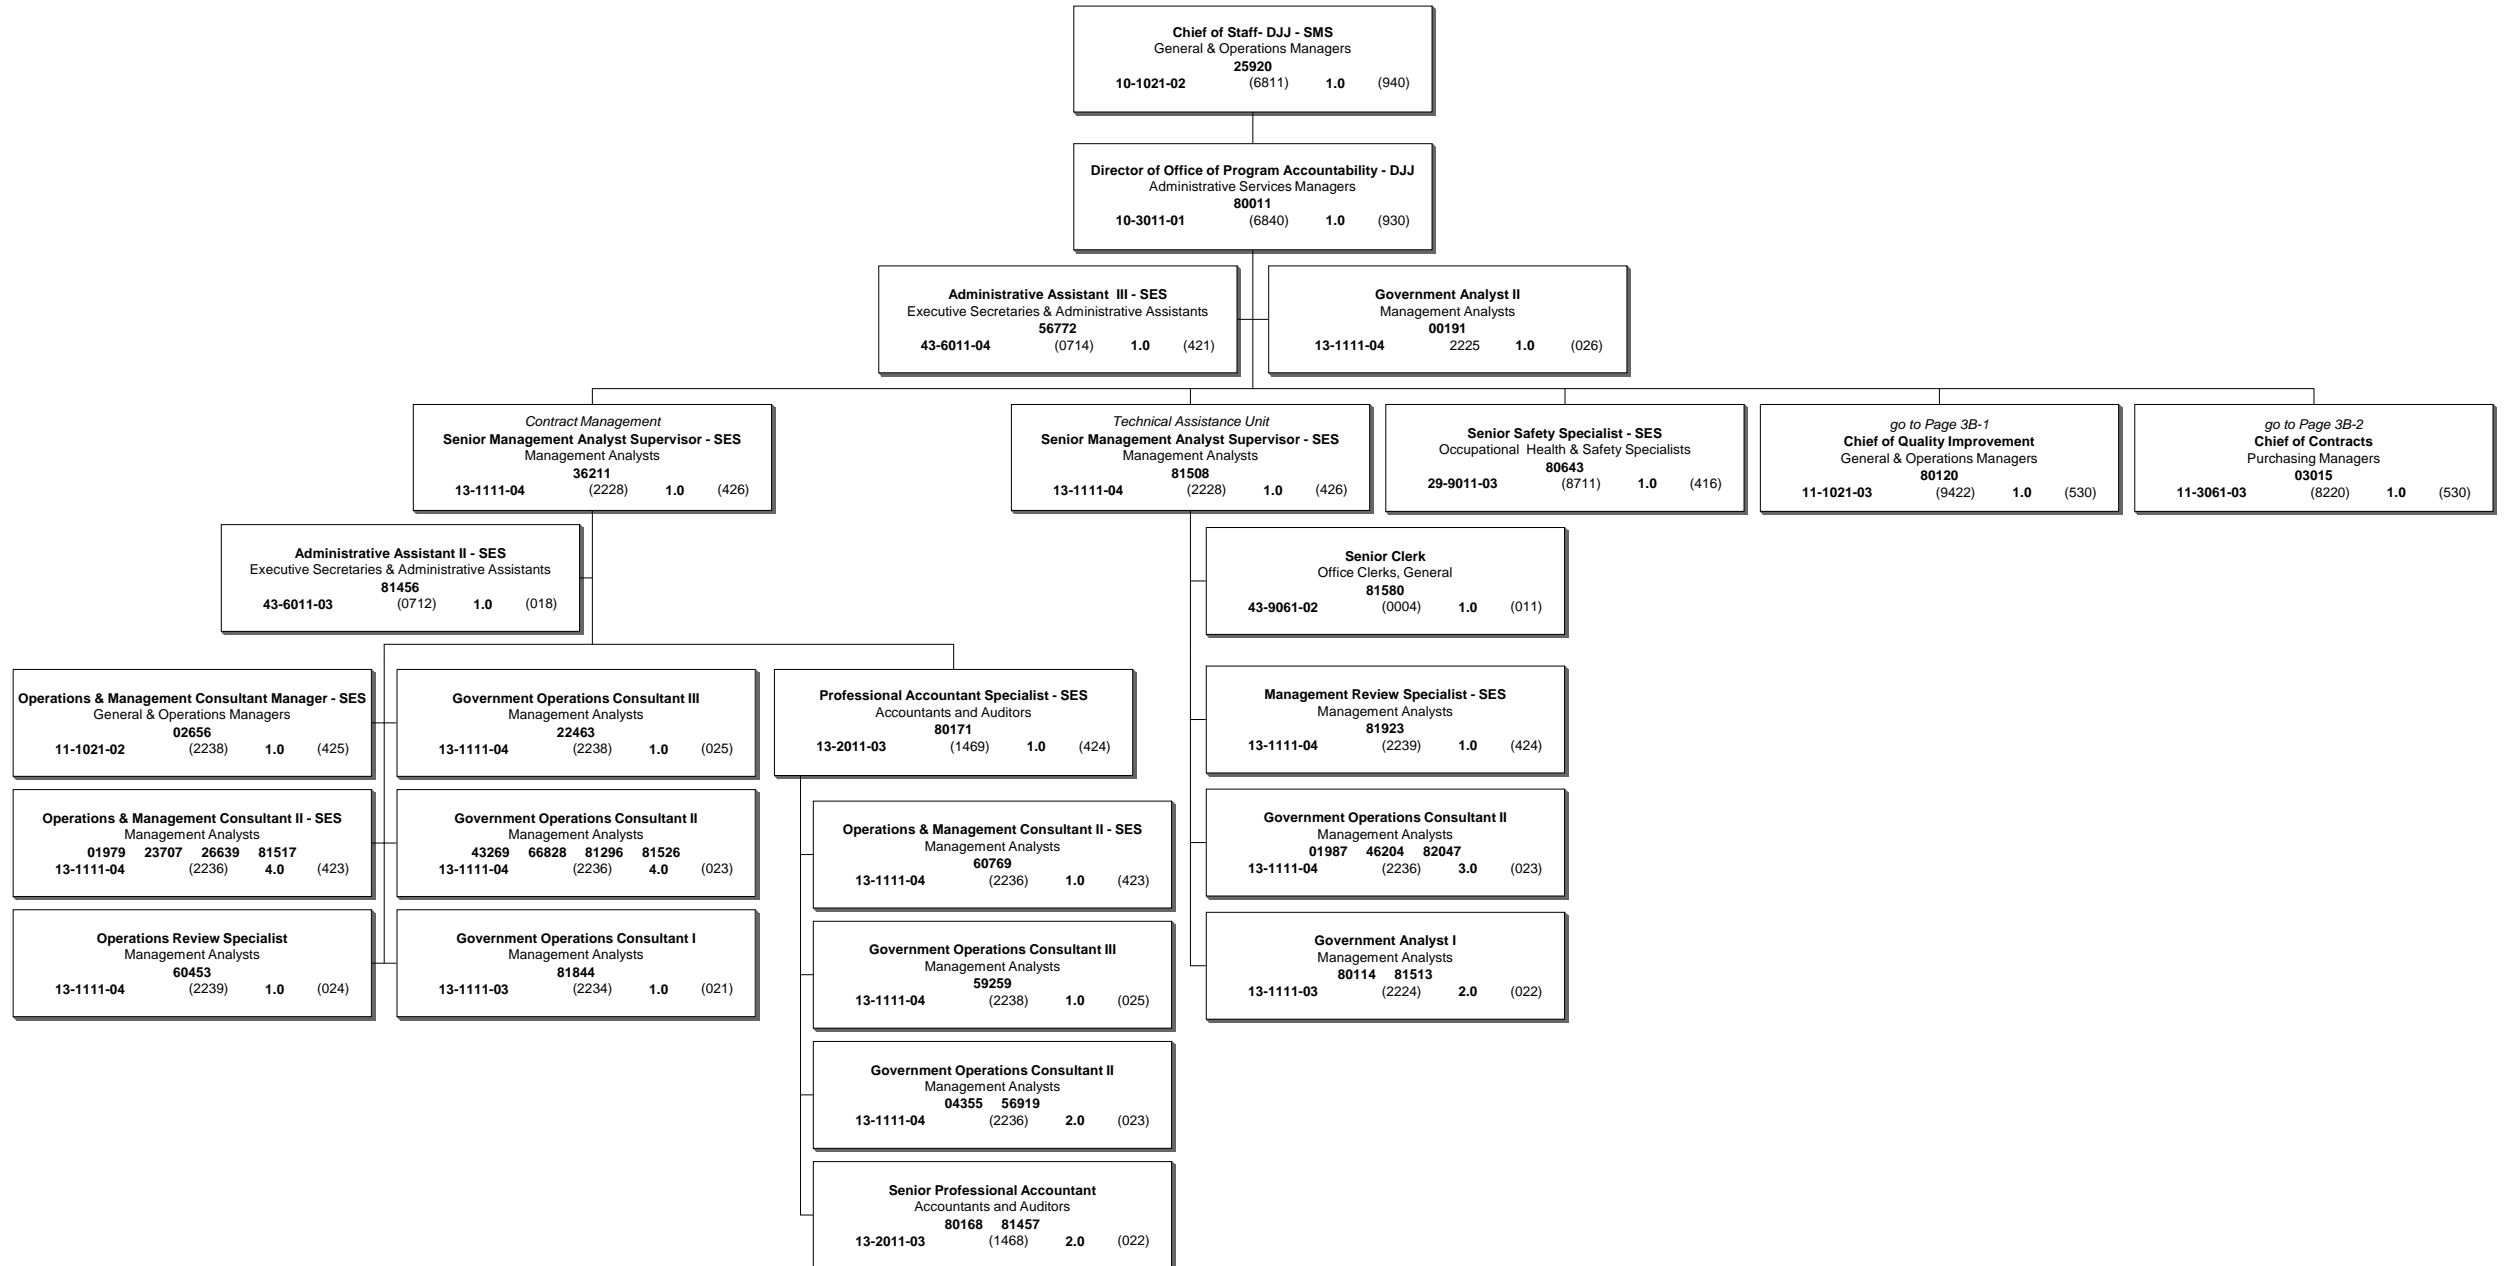 Chief of Staff- DJJ - SMS
General & Operations Managers
25920
10-1021-02 (6811) 1.0 (940)
Director of Office of Program Accountability - DJJ
Administrative Services Managers
80011
10-3011-01 (6840) 1.0 (930)
Administrative Assistant III - SES
Executive Secretaries & Administrative Assistants
56772
43-6011-04 (0714) 1.0 (421)
Government Analyst II
Management Analysts
00191
13-1111-04 2225 1.0 (026)
Contract Management
Senior Management Analyst Supervisor - SES
Management Analysts
36211
13-1111-04 (2228) 1.0 (426)
Technical Assistance Unit
Senior Management Analyst Supervisor - SES
Management Analysts
81508
13-1111-04 (2228) 1.0 (426)
Senior Safety Specialist - SES
Occupational Health & Safety Specialists
80643
29-9011-03 (8711) 1.0 (416)
go to Page 3B-1
Chief of Quality Improvement
General & Operations Managers
80120
11-1021-03 (9422) 1.0 (530)
go to Page 3B-2
Chief of Contracts
Purchasing Managers
03015
11-3061-03 (8220) 1.0 (530)
Administrative Assistant II - SES
Executive Secretaries & Administrative Assistants
81456
43-6011-03 (0712) 1.0 (018)
Senior Clerk
Office Clerks, General
81580
43-9061-02 (0004) 1.0 (011)
Operations & Management Consultant Manager - SES
General & Operations Managers
02656
11-1021-02 (2238) 1.0 (425)
Government Operations Consultant III
Management Analysts
22463
13-1111-04 (2238) 1.0 (025)
Professional Accountant Specialist - SES
Accountants and Auditors
80171
13-2011-03 (1469) 1.0 (424)
Management Review Specialist - SES
Management Analysts
81923
13-1111-04 (2239) 1.0 (424)
Operations & Management Consultant II - SES
Management Analysts
01979 23707 26639 81517
13-1111-04 (2236) 4.0 (423)
Government Operations Consultant II
Management Analysts
43269 66828 81296 81526
13-1111-04 (2236) 4.0 (023)
Operations & Management Consultant II - SES
Management Analysts
60769
13-1111-04 (2236) 1.0 (423)
Government Operations Consultant II
Management Analysts
01987 46204 82047
13-1111-04 (2236) 3.0 (023)
Operations Review Specialist
Management Analysts
60453
13-1111-04 (2239) 1.0 (024)
Government Operations Consultant I
Management Analysts
81844
13-1111-03 (2234) 1.0 (021)
Government Operations Consultant III
Management Analysts
59259
13-1111-04 (2238) 1.0 (025)
Government Analyst I
Management Analysts
80114 81513
13-1111-03 (2224) 2.0 (022)
Government Operations Consultant II
Management Analysts
04355 56919
13-1111-04 (2236) 2.0 (023)
Senior Professional Accountant
Accountants and Auditors
80168 81457
13-2011-03 (1468) 2.0 (022)